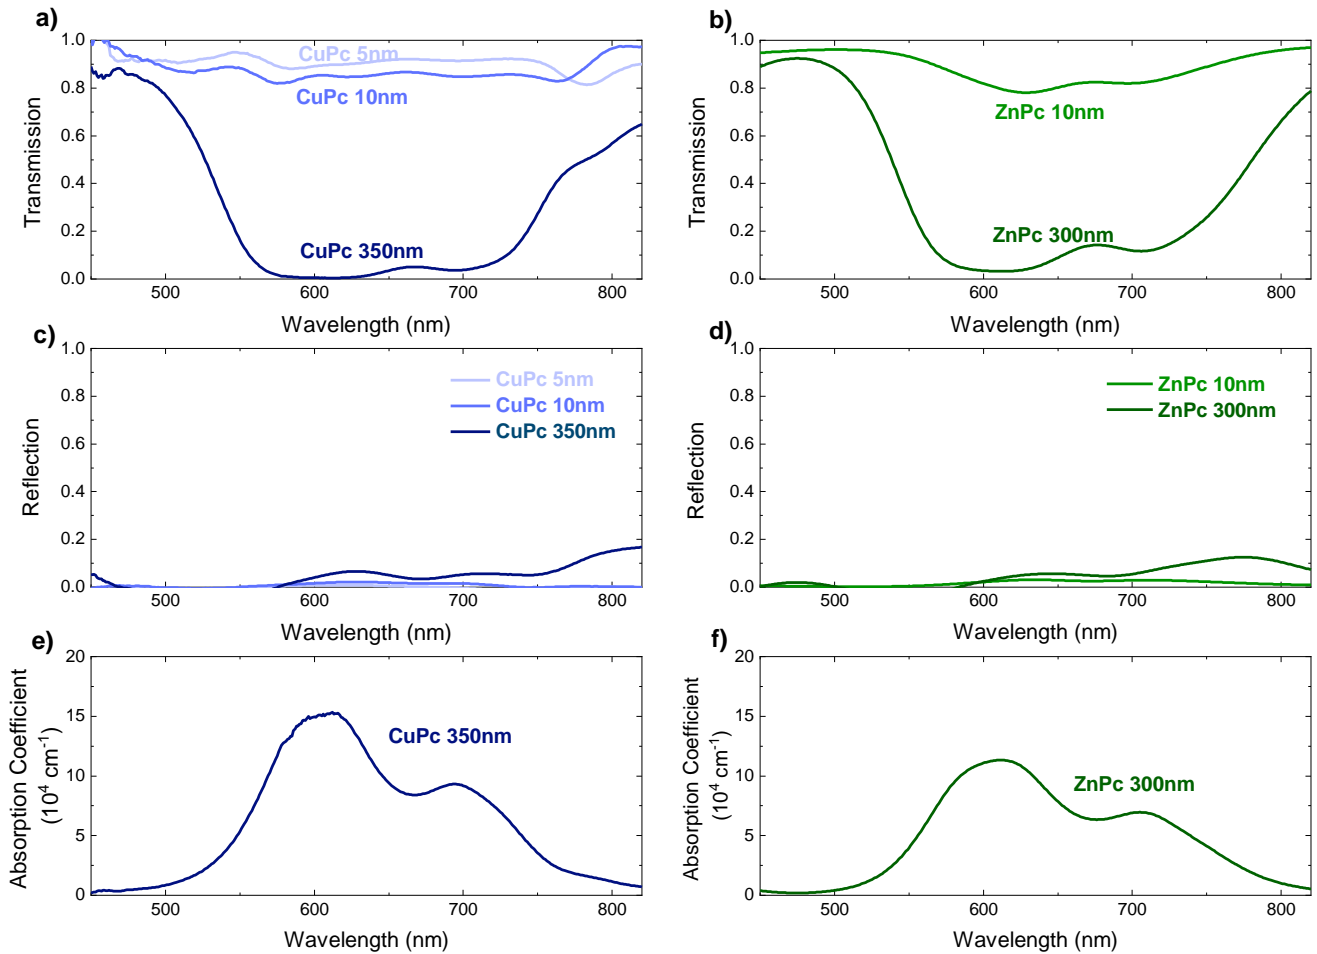 a)
1.0
0.8
0.6
0.4
0.2
0.0
Transmission
CuPc 5nm
CuPc 10nm
CuPc 350nm
500
600
700
800
Wavelength (nm)
b)
1.0
0.8
0.6
0.4
0.2
0.0
Transmission
ZnPc 10nm
ZnPc 300nm
500
600
700
800
Wavelength (nm)
c)
1.0
0.8
0.6
0.4
0.2
0.0
Reflection
CuPc 5nm
CuPc 10nm
CuPc 350nm
500
600
700
800
Wavelength (nm)
d)
1.0
0.8
0.6
0.4
0.2
0.0
Reflection
ZnPc 10nm
ZnPc 300nm
500
600
700
800
Wavelength (nm)
e)
20
15
10
5
0
Absorption Coefficient
(10⁴ cm⁻¹)
CuPc 350nm
500
600
700
800
Wavelength (nm)
f)
20
15
10
5
0
Absorption Coefficient
(10⁴ cm⁻¹)
ZnPc 300nm
500
600
700
800
Wavelength (nm)